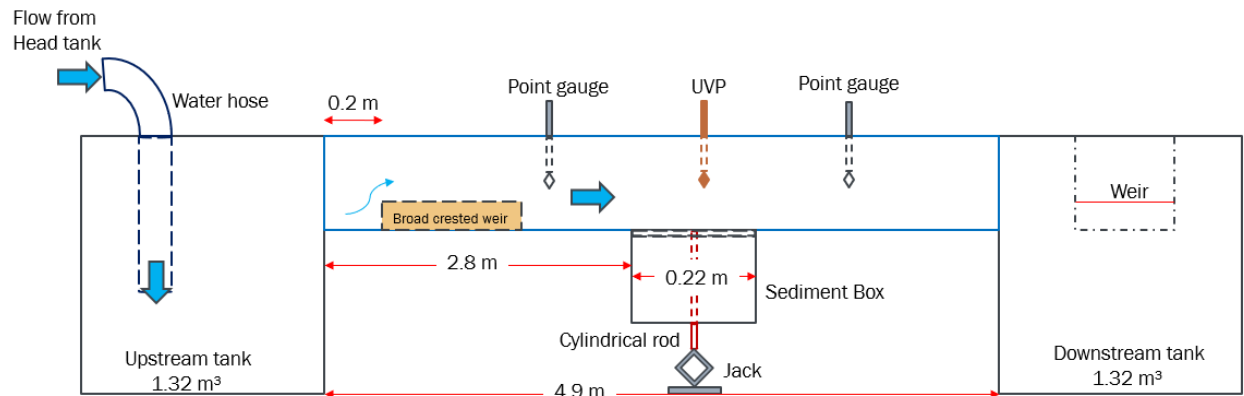 Flow from
Head tank
Water hose
0.2 m
Point gauge
UVP
Point gauge
Weir
Broad crested weir
2.8 m
0.22 m
Sediment Box
Cylindrical rod
Jack
Upstream tank
1.32 m³
4.9 m
Downstream tank
1.32 m³